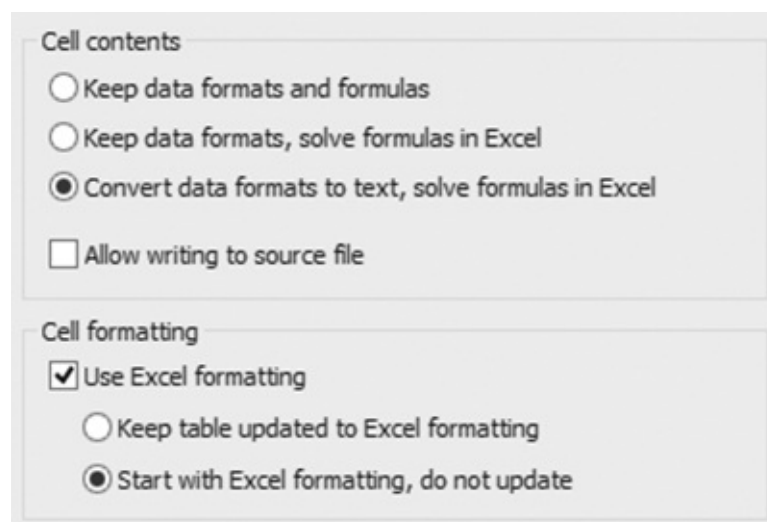 Cell contents
Keep data formats and formulas
Keep data formats, solve formulas in Excel
Convert data formats to text, solve formulas in Excel
Allow writing to source file
Cell formatting
Use Excel formatting
Keep table updated to Excel formatting
Start with Excel formatting, do not update